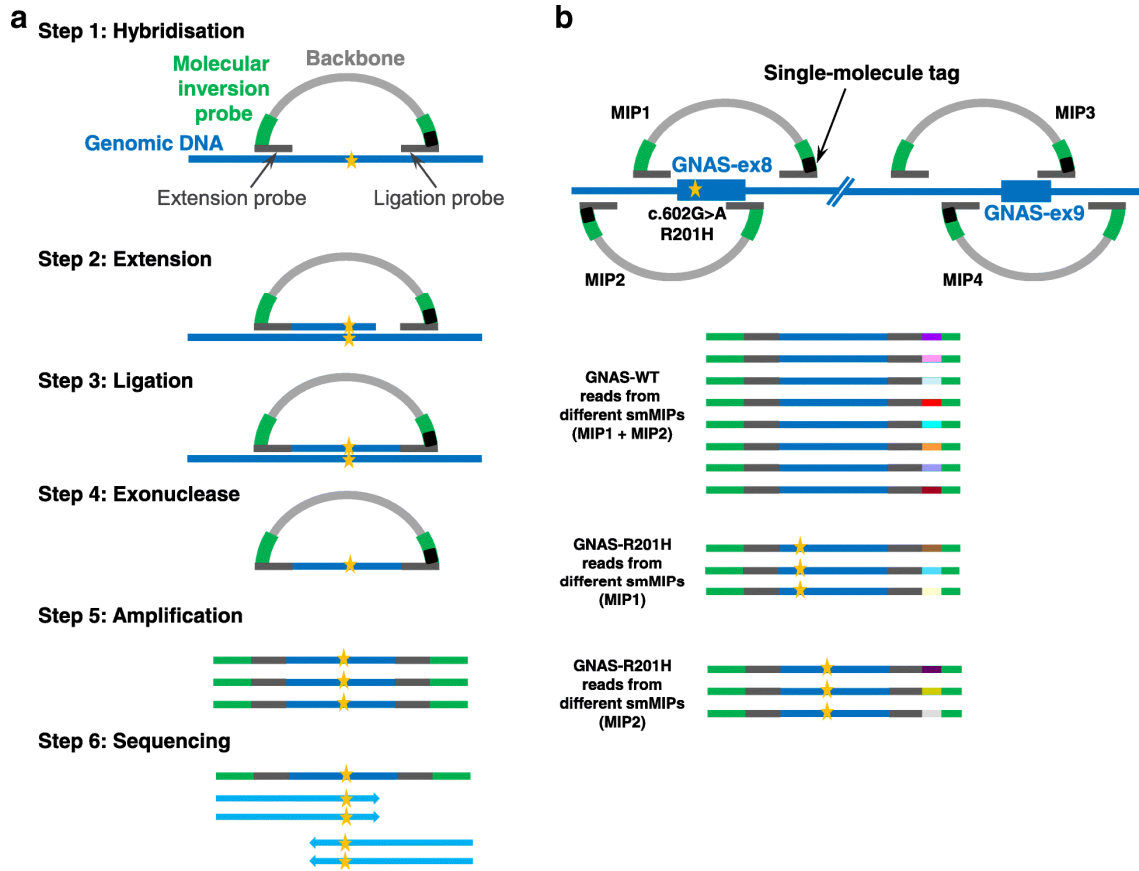 a
Step 1: Hybridisation
Backbone
Molecular
inversion
probe
Genomic DNA
Extension probe
Ligation probe
Step 2: Extension
Step 3: Ligation
Step 4: Exonuclease
Step 5: Amplification
Step 6: Sequencing
b
Single-molecule tag
MIP1
MIP3
GNAS-ex8
c.602G>A
R201H
GNAS-ex9
MIP2
MIP4
GNAS-WT
reads from
different smMIPs
(MIP1 + MIP2)
GNAS-R201H
reads from
different smMIPs
(MIP1)
GNAS-R201H
reads from
different smMIPs
(MIP2)